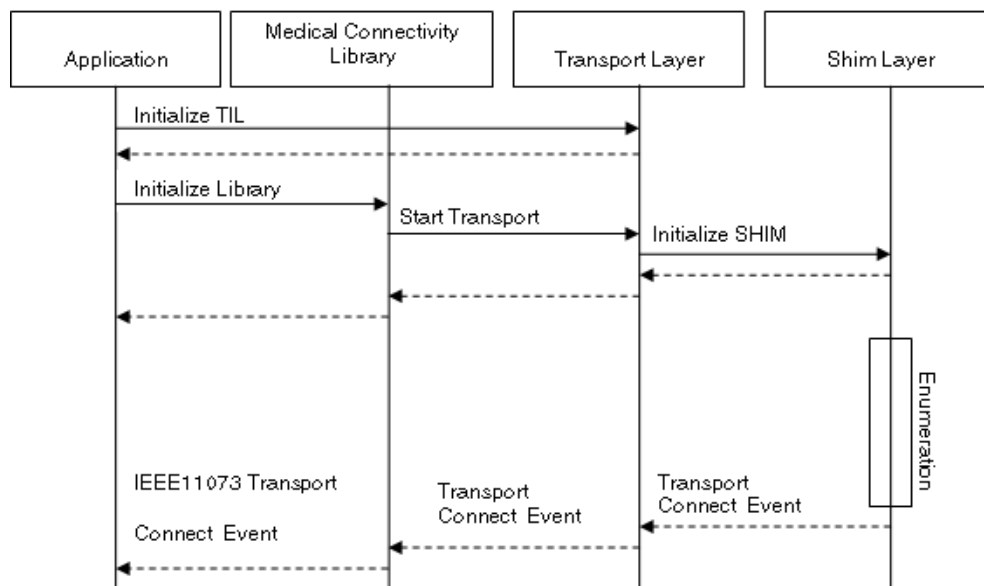 Application
Medical Connectivity
Library
Transport Layer
Shim Layer
Initialize TIL
Initialize Library
Start Transport
Initialize SHIM
Enumeration
IEEE11073 Transport
Connect Event
Transport
Connect Event
Transport
Connect Event